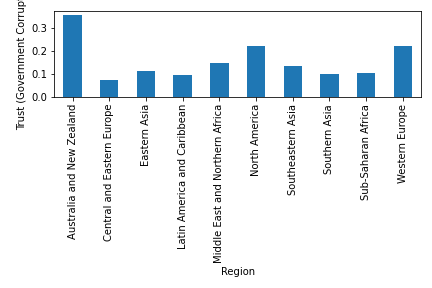 Trust (Government Corrup
0.3
0.2
0.1
0.0
Australia and New Zealand
Central and Eastern Europe
Eastern Asia
Latin America and Caribbean
Middle East and Northern Africa
North America
Southeastern Asia
Southern Asia
Sub-Saharan Africa
Western Europe
Region